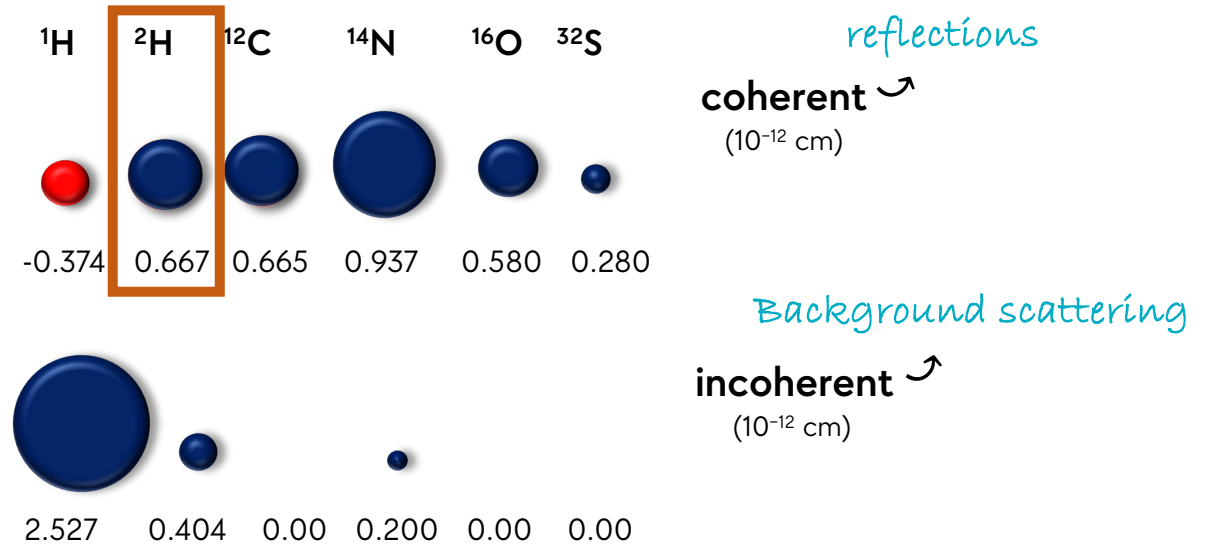 ¹H ²H ¹²C ¹⁴N ¹⁶O ³²S
reflections
coherent
(10⁻¹² cm)
-0.374 0.667 0.665 0.937 0.580 0.280
Background scattering
incoherent
(10⁻¹² cm)
2.527 0.404 0.00 0.200 0.00 0.00